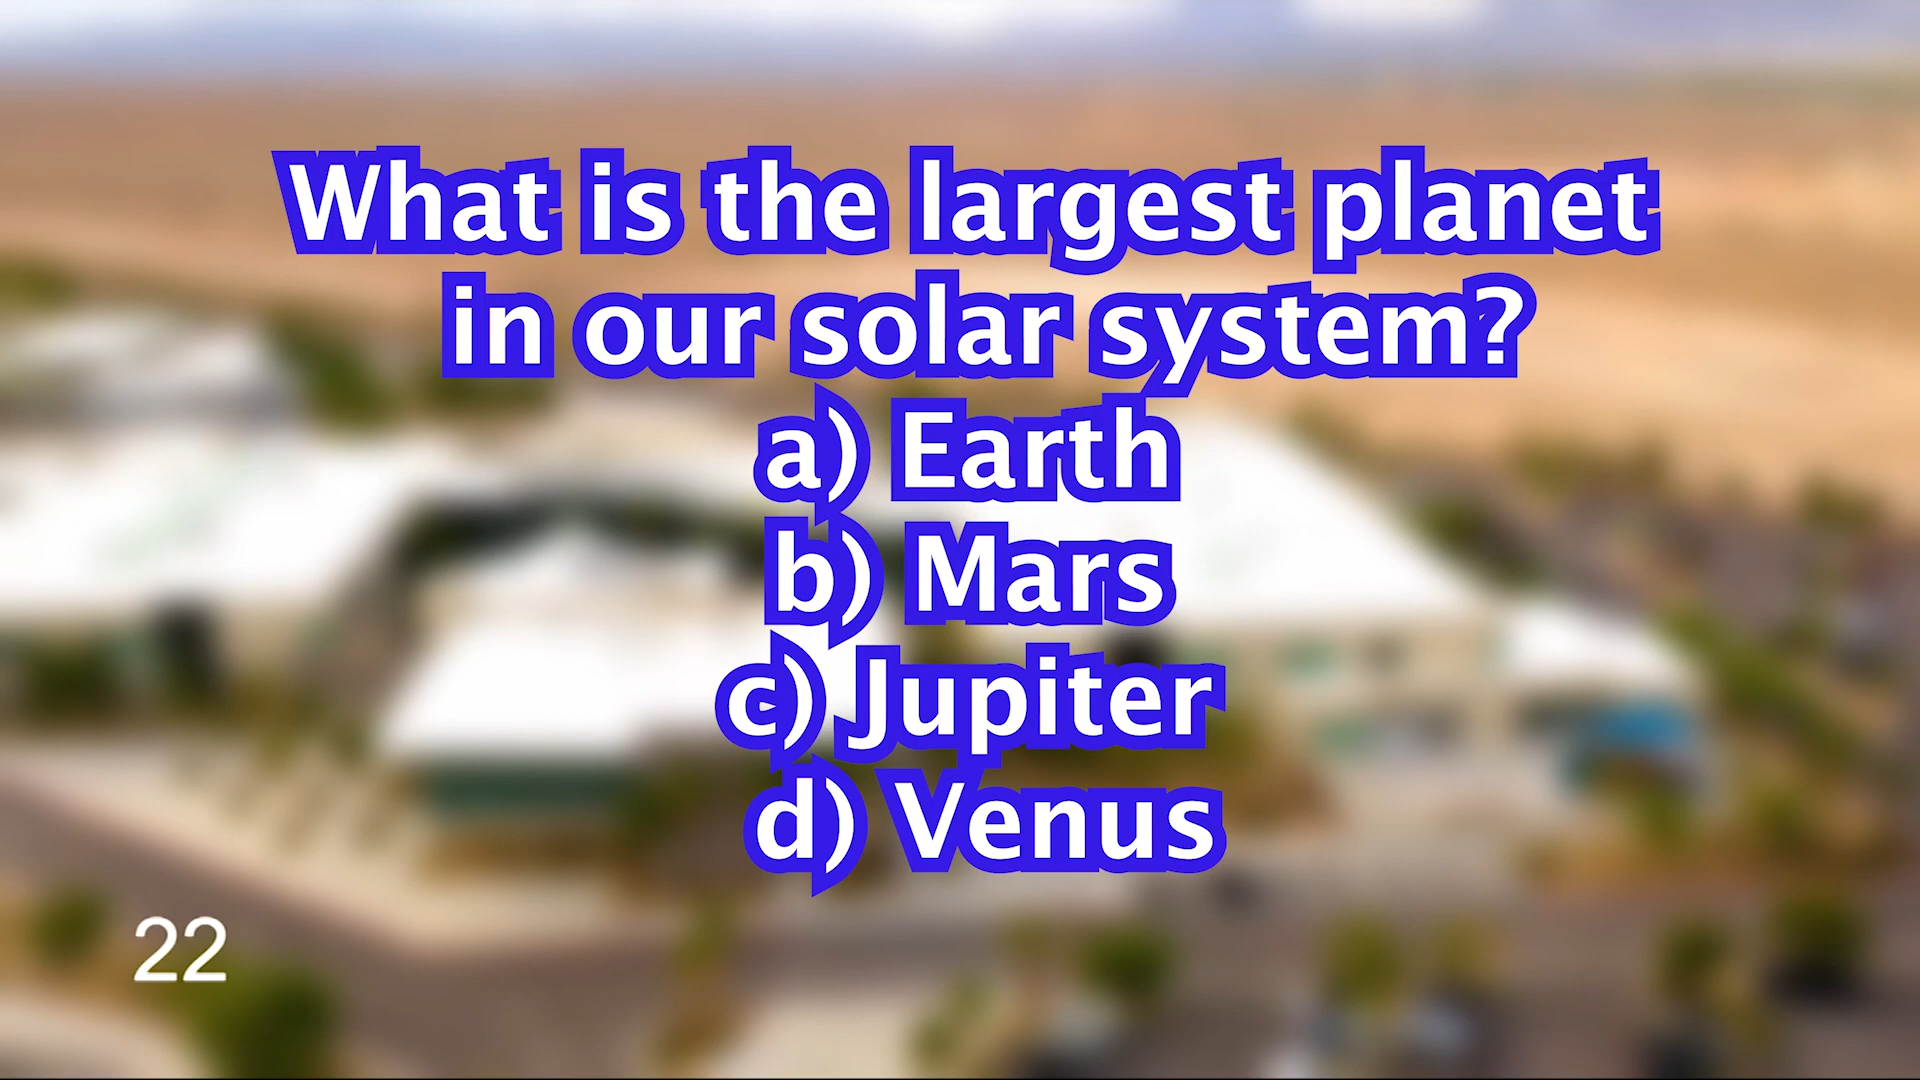 What is the largest planet
in our solar system?
a) Earth
b) Mars
c) Jupiter
d) Venus
22